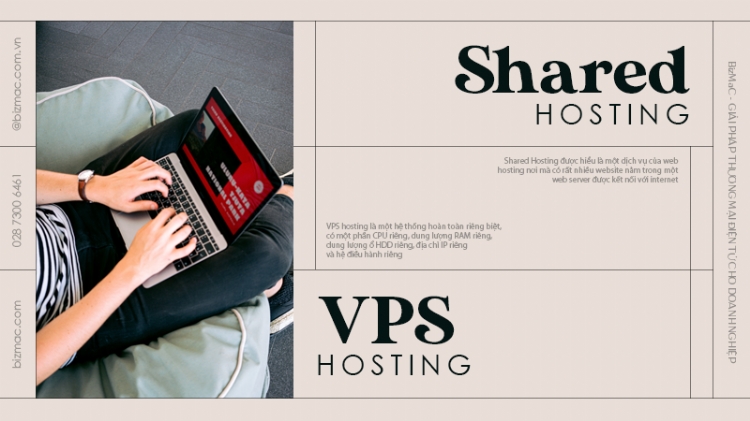 @bizmac.com.vn
028 7300 6461
bizmac.com
Shared
HOSTING
Shared Hosting được hiểu là một dịch vụ của web
hosting nơi mà có rất nhiều website nằm trong một
web server được kết nối với internet
VPS hosting là một hệ thống hoàn toàn riêng biệt,
có một phần CPU riêng, dung lượng RAM riêng,
dung lượng ổ HDD riêng, địa chỉ IP riêng
và hệ điều hành riêng
VPS
HOSTING
BizMaC - GIẢI PHÁP THƯƠNG MẠI ĐIỆN TỬ CHO DOANH NGHIỆP
NATIONAL PARK